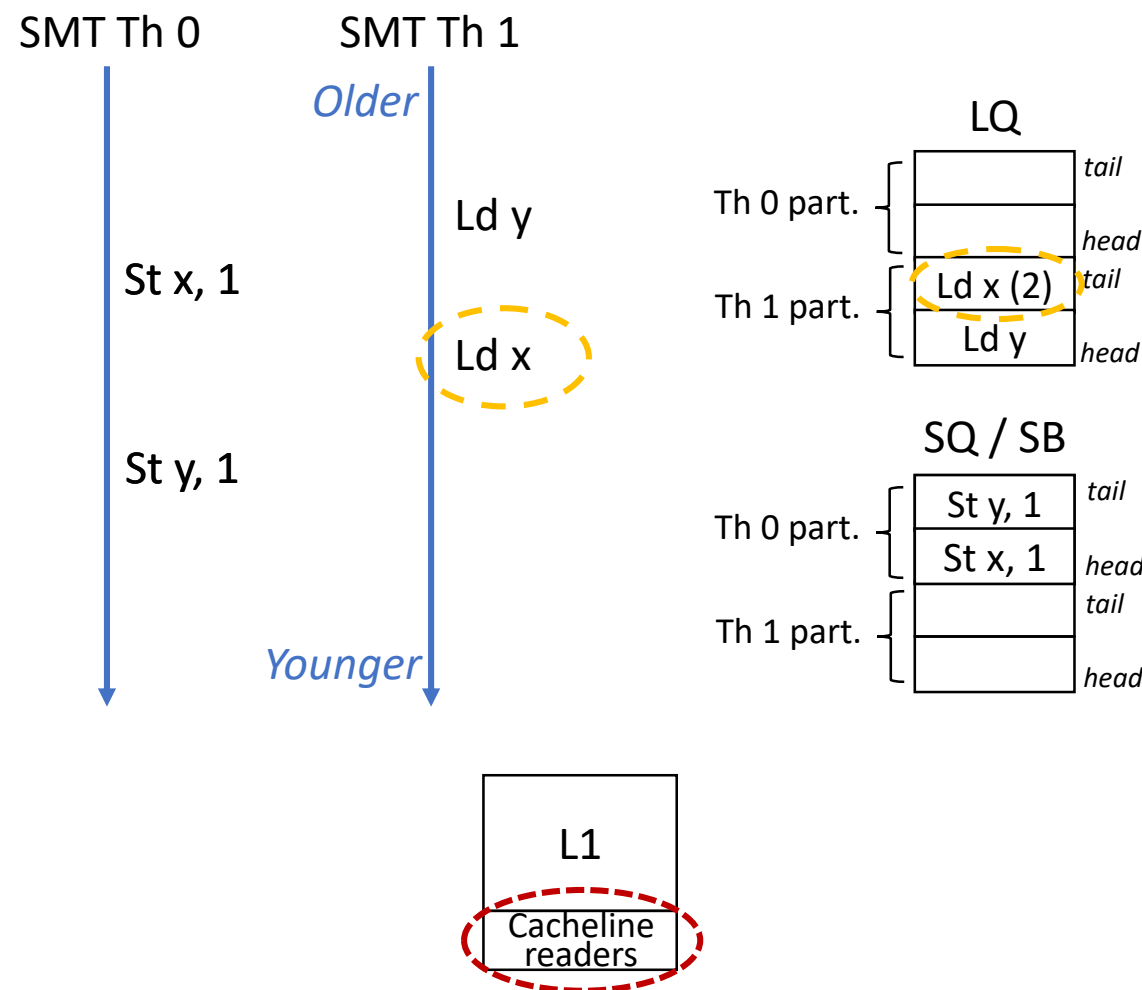 SMT Th 0
SMT Th 1
Older
Ld y
St x, 1
Ld x
St y, 1
Younger
LQ
Th 0 part.
tail
head
Th 1 part.
Ld x (2)
tail
Ld y
head
SQ / SB
Th 0 part.
St y, 1
tail
St x, 1
head
Th 1 part.
tail
head
L1
Cacheline
readers